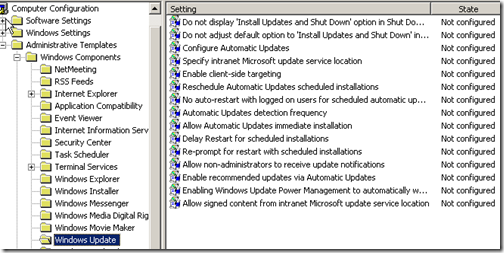 Computer Configuration
Software Settings
Windows Settings
Administrative Templates
Windows Components
NetMeeting
RSS Feeds
Internet Explorer
Application Compatibility
Event Viewer
Internet Information Serv
Security Center
Task Scheduler
Terminal Services
Windows Explorer
Windows Installer
Windows Messenger
Windows Media Digital Rig
Windows Movie Maker
Windows Update
Setting State
Do not display 'Install Updates and Shut Down' option in Shut Do... Not configured
Do not adjust default option to 'Install Updates and Shut Down' in... Not configured
Configure Automatic Updates Not configured
Specify intranet Microsoft update service location Not configured
Enable client-side targeting Not configured
Reschedule Automatic Updates scheduled installations Not configured
No auto-restart with logged on users for scheduled automatic up... Not configured
Automatic Updates detection frequency Not configured
Allow Automatic Updates immediate installation Not configured
Delay Restart for scheduled installations Not configured
Re-prompt for restart with scheduled installations Not configured
Allow non-administrators to receive update notifications Not configured
Enable recommended updates via Automatic Updates Not configured
Enabling Windows Update Power Management to automatically w... Not configured
Allow signed content from intranet Microsoft update service location Not configured